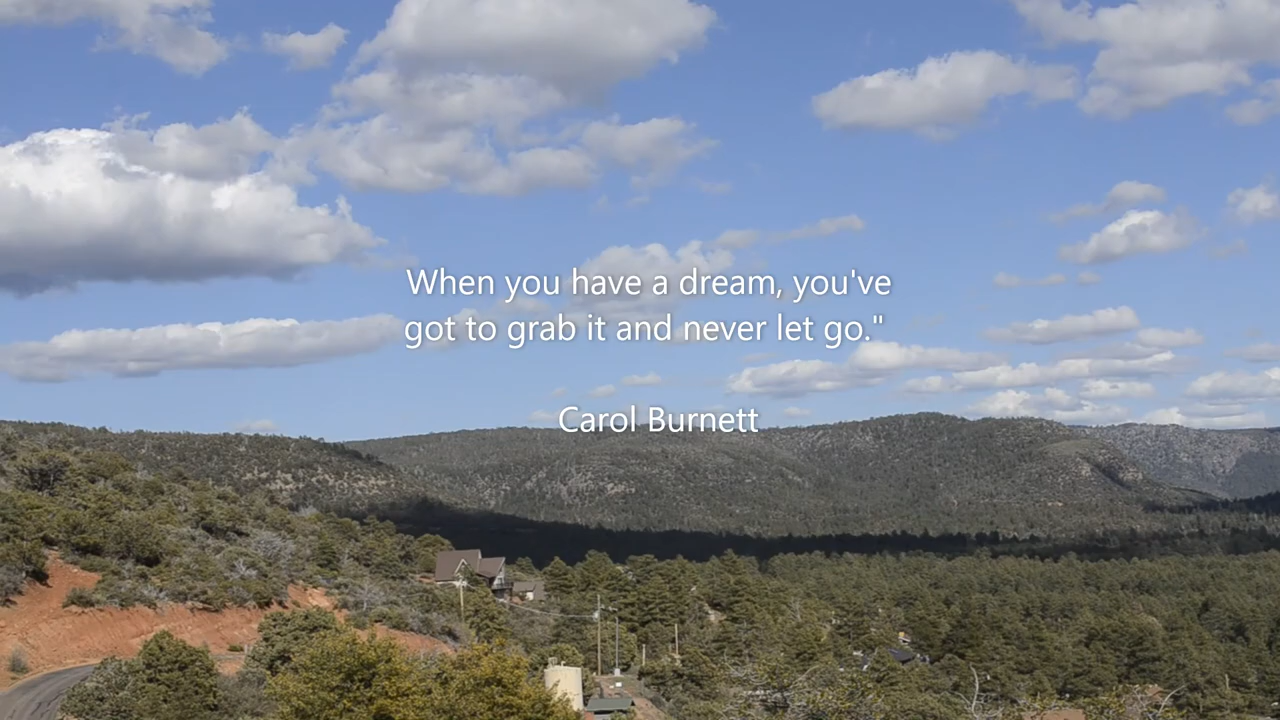 When you have a dream, you've
got to grab it and never let go."
Carol Burnett